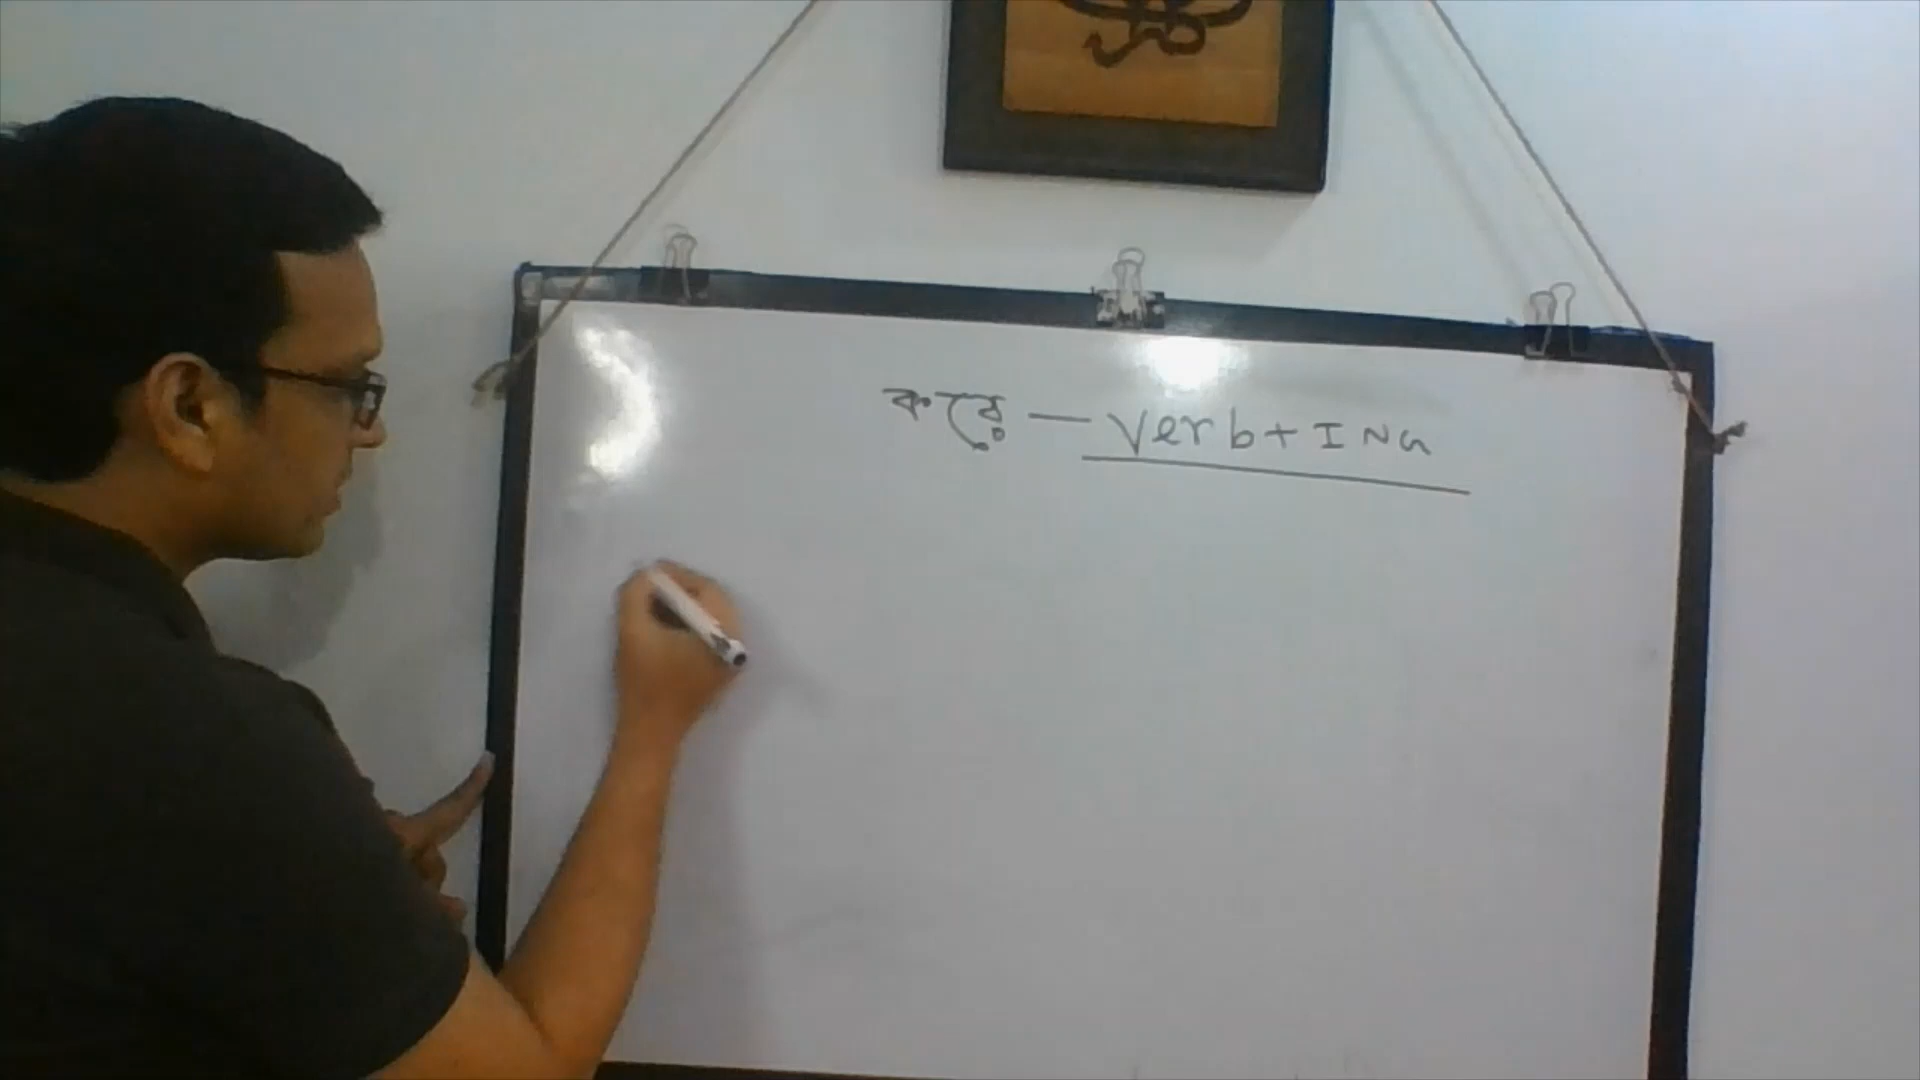 করে — Verb + ING